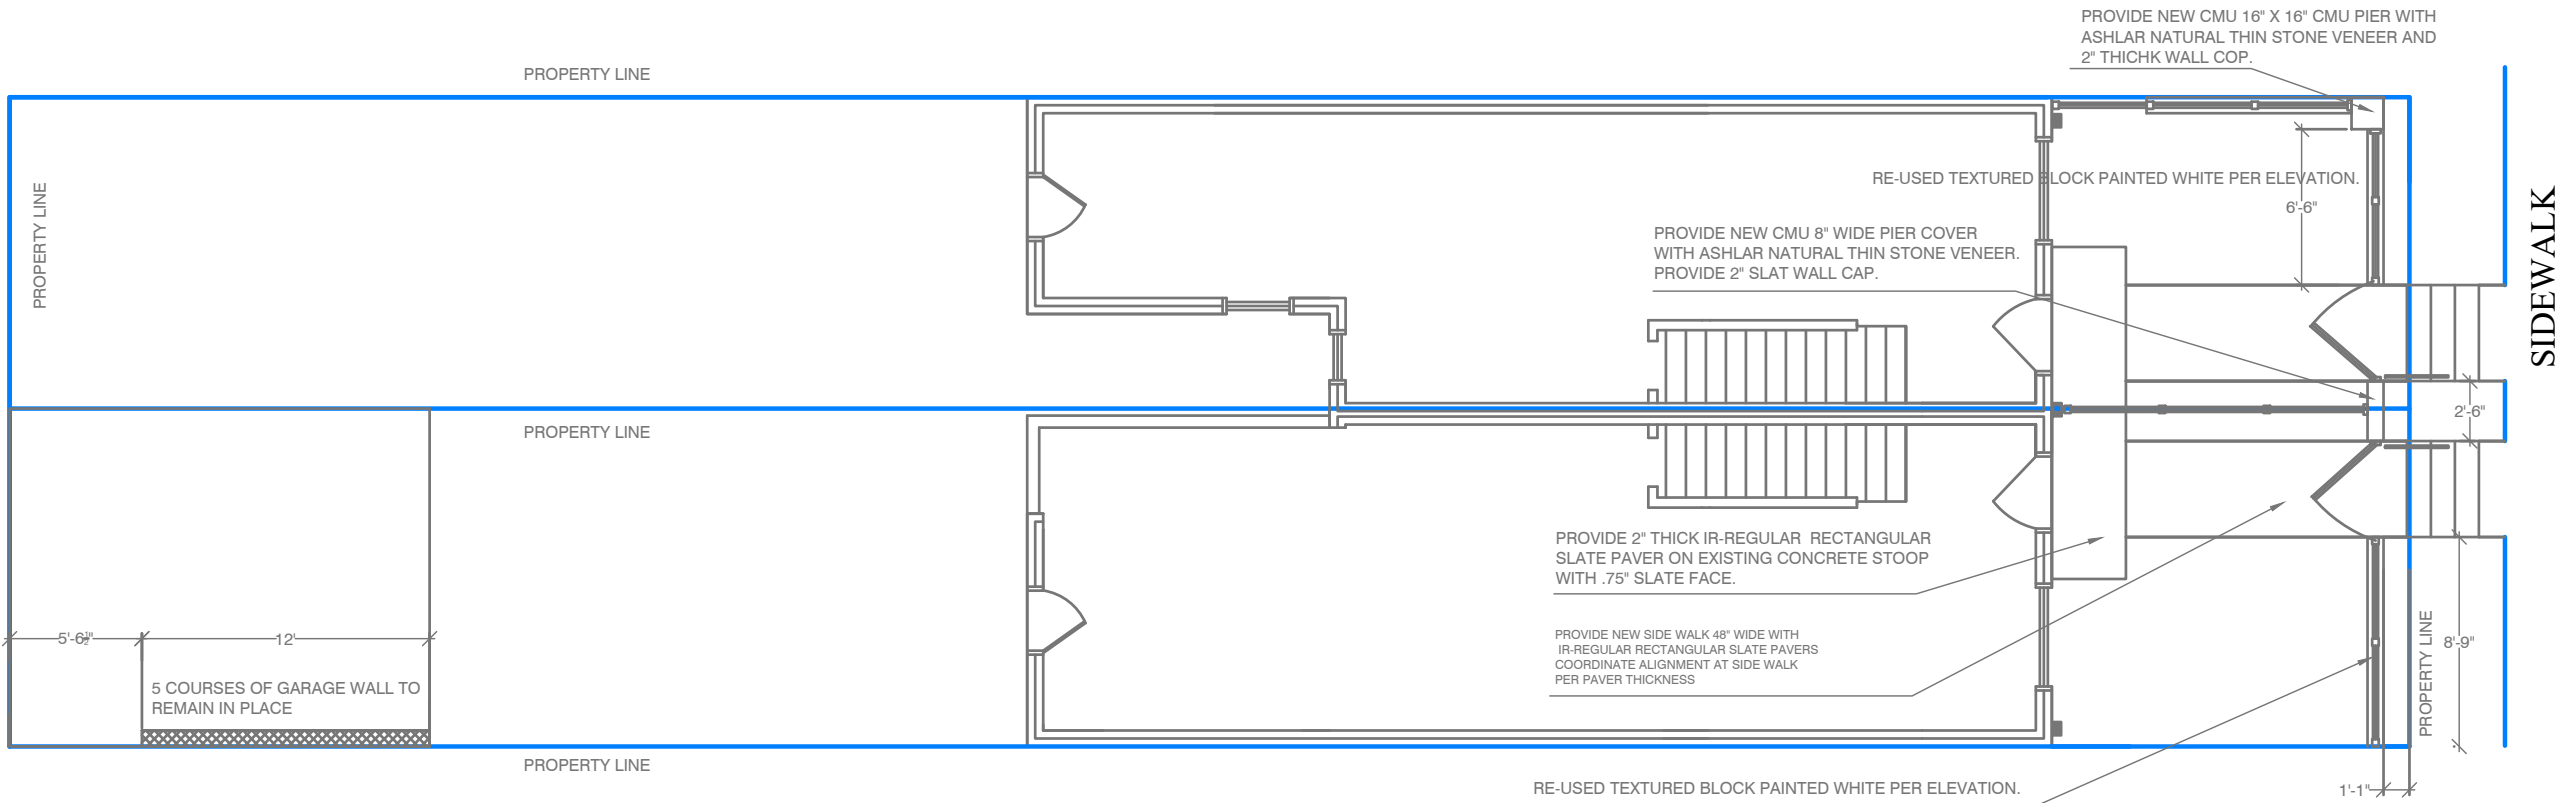 PROVIDE NEW CMU 16" X 16" CMU PIER WITH
ASHLAR NATURAL THIN STONE VENEER AND
2" THICHK WALL COP.
PROPERTY LINE
PROPERTY LINE
SIDEWALK
RE-USED TEXTURED BLOCK PAINTED WHITE PER ELEVATION.
6'-6"
PROVIDE NEW CMU 8" WIDE PIER COVER
WITH ASHLAR NATURAL THIN STONE VENEER.
PROVIDE 2" SLAT WALL CAP.
2'-6"
PROPERTY LINE
PROVIDE 2" THICK IR-REGULAR RECTANGULAR
SLATE PAVER ON EXISTING CONCRETE STOOP
WITH .75" SLATE FACE.
5'-6½"
12'
PROVIDE NEW SIDE WALK 48" WIDE WITH
IR-REGULAR RECTANGULAR SLATE PAVERS
COORDINATE ALIGNMENT AT SIDE WALK
PER PAVER THICKNESS
PROPERTY LINE
8'-9"
5 COURSES OF GARAGE WALL TO
REMAIN IN PLACE
PROPERTY LINE
RE-USED TEXTURED BLOCK PAINTED WHITE PER ELEVATION.
1'-1"